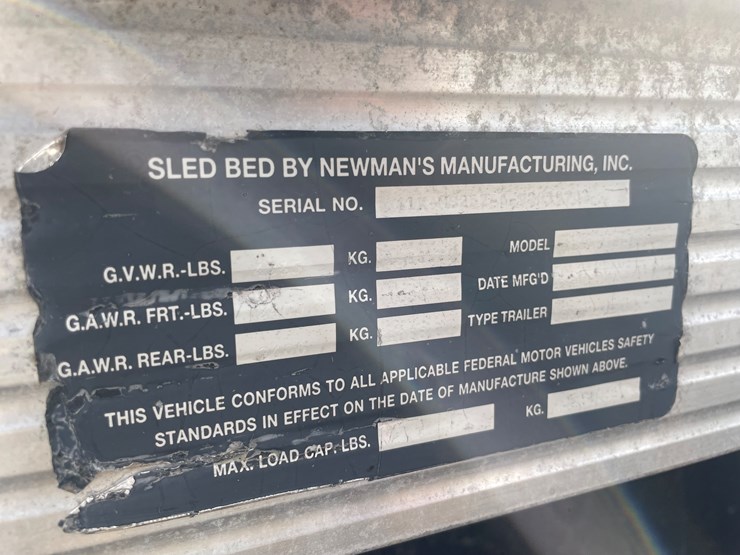 SLED BED BY NEWMAN'S MANUFACTURING, INC.
SERIAL NO.
G.V.W.R.-LBS. KG. MODEL
G.A.W.R. FRT.-LBS. KG. DATE MFG'D
G.A.W.R. REAR-LBS. KG. TYPE TRAILER
THIS VEHICLE CONFORMS TO ALL APPLICABLE FEDERAL MOTOR VEHICLES SAFETY
STANDARDS IN EFFECT ON THE DATE OF MANUFACTURE SHOWN ABOVE.
MAX. LOAD CAP. LBS. KG.